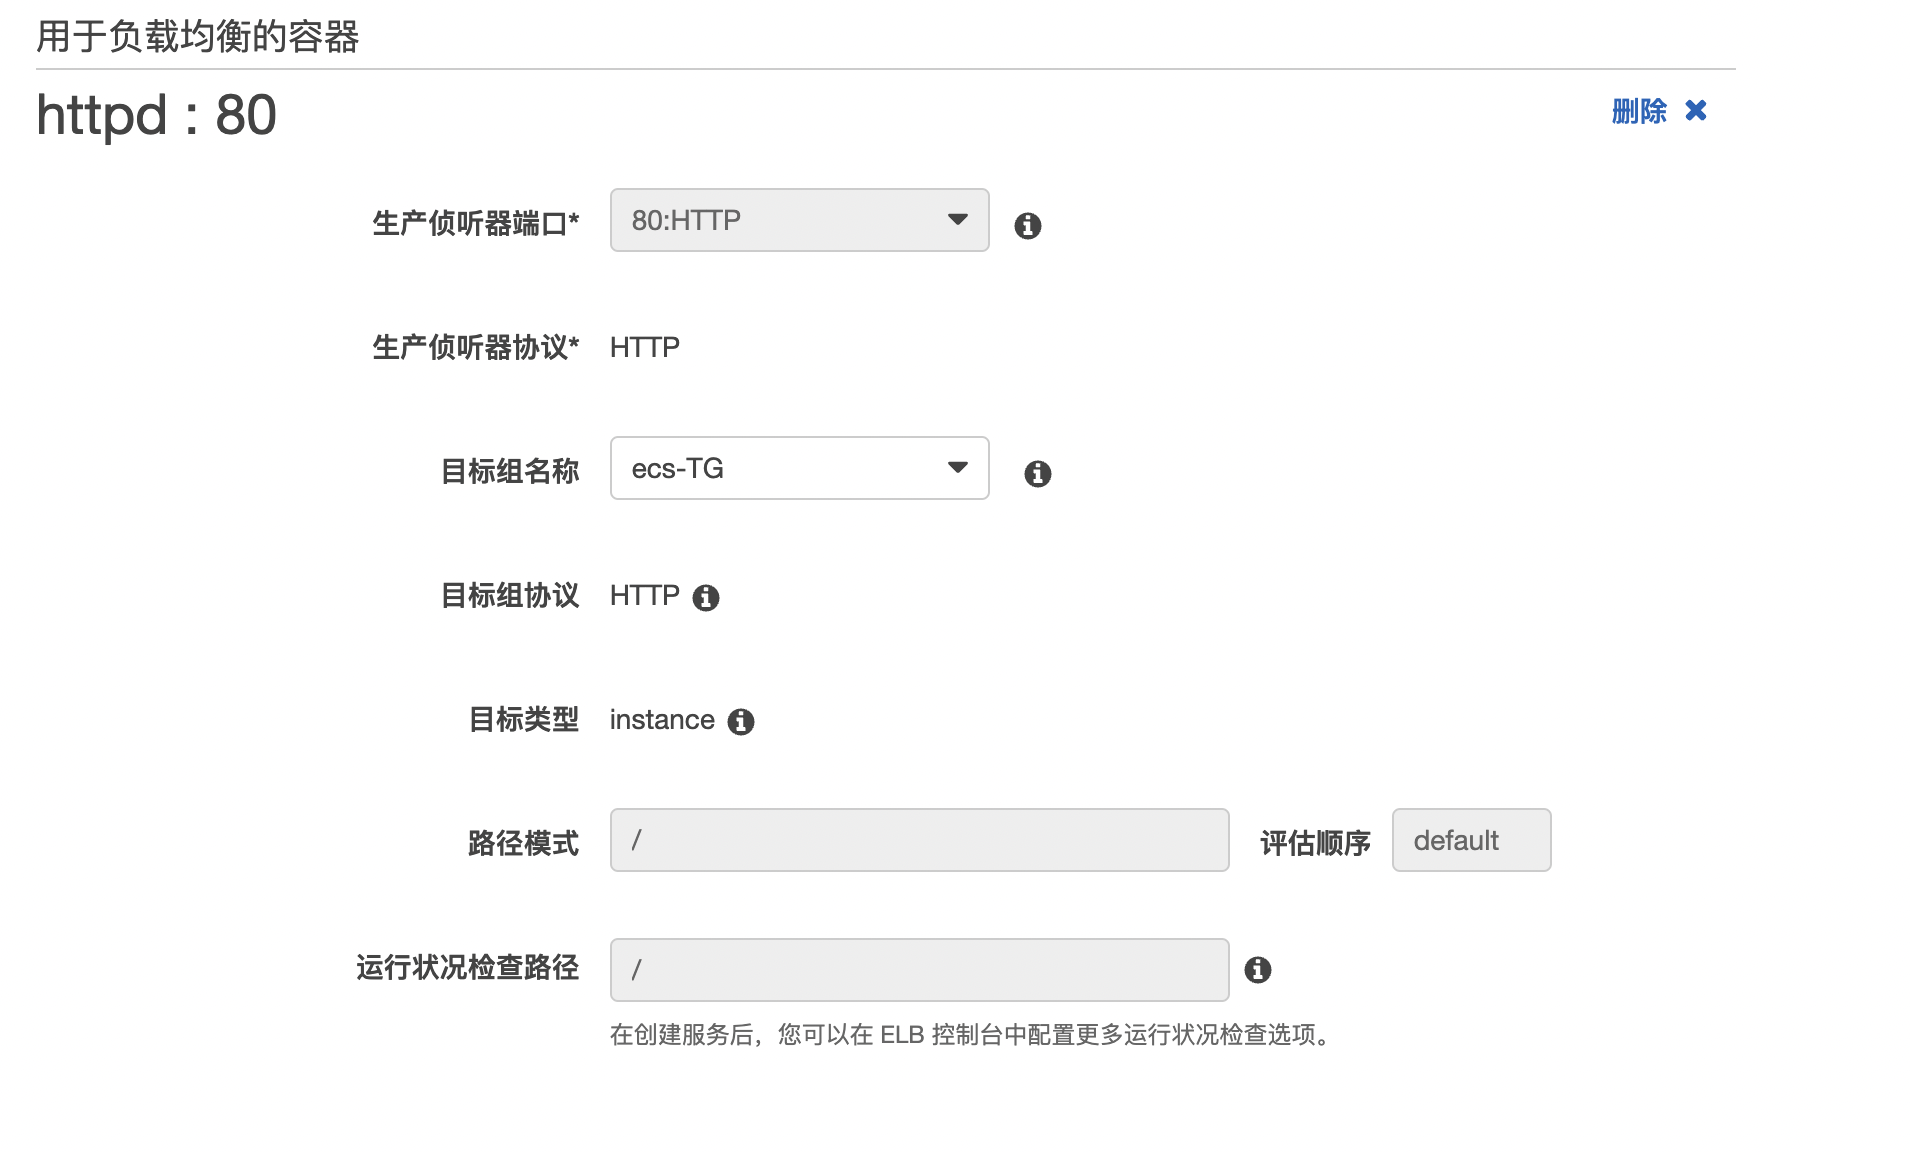 用于负载均衡的容器
httpd : 80
删除
生产侦听器端口* 80:HTTP
生产侦听器协议* HTTP
目标组名称 ecs-TG
目标组协议 HTTP
目标类型 instance
路径模式 / 评估顺序 default
运行状况检查路径 /
在创建服务后，您可以在 ELB 控制台中配置更多运行状况检查选项。